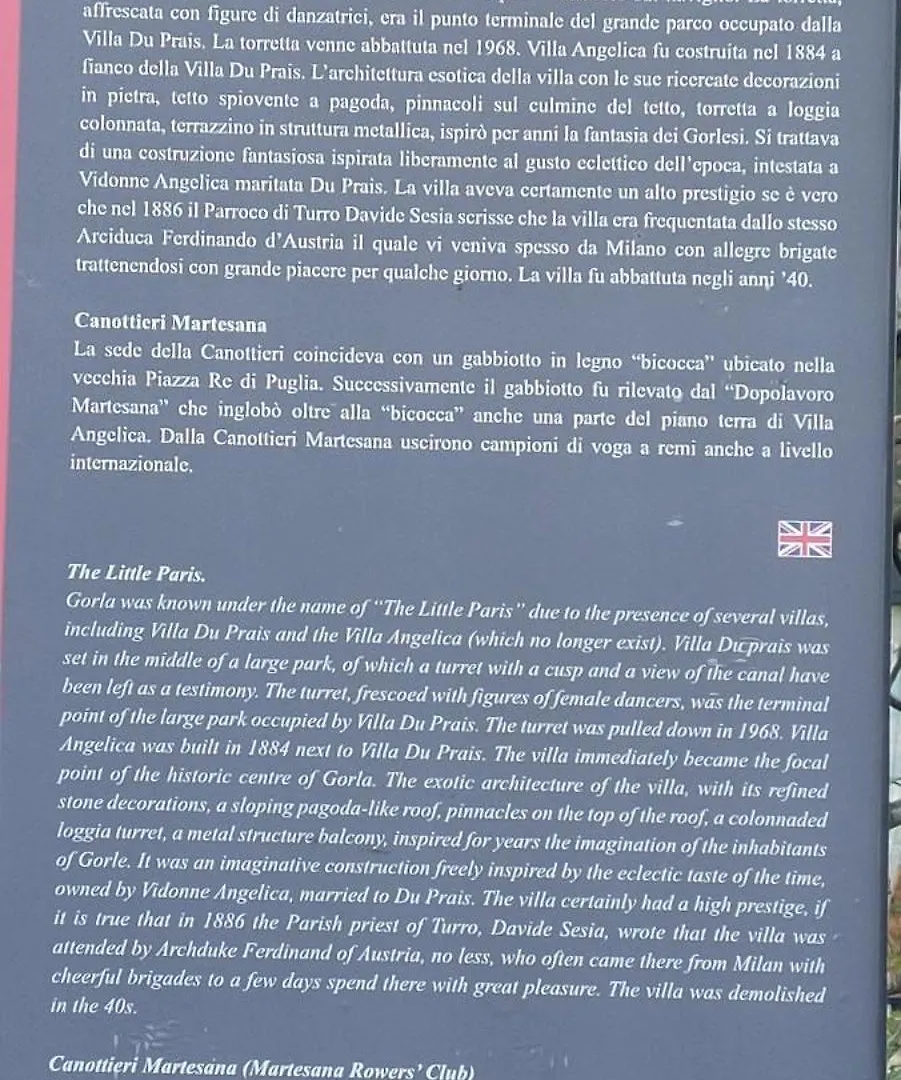 affrescata con figure di danzatrici, era il punto terminale del grande parco occupato dalla
Villa Du Prais. La torretta venne abbattuta nel 1968. Villa Angelica fu costruita nel 1884 a
fianco della Villa Du Prais. L'architettura esotica della villa con le sue ricercate decorazioni
in pietra, tetto spiovente a pagoda, pinnacoli sul culmine del tetto, torretta a loggia
colonnata, terrazzino in struttura metallica, ispirò per anni la fantasia dei Gorlesi. Si trattava
di una costruzione fantasiosa ispirata liberamente al gusto eclettico dell'epoca, intestata a
Vidonne Angelica maritata Du Prais. La villa aveva certamente un alto prestigio se è vero
che nel 1886 il Parroco di Turro Davide Sesia scrisse che la villa era frequentata dallo stesso
Arciduca Ferdinando d'Austria il quale vi veniva spesso da Milano con allegre brigate
trattenendosi con grande piacere per qualche giorno. La villa fu abbattuta negli anni '40.
Canottieri Martesana
La sede della Canottieri coincideva con un gabbiotto in legno "bicocca" ubicato nella
vecchia Piazza Re di Puglia. Successivamente il gabbiotto fu rilevato dal "Dopolavoro
Martesana" che inglobò oltre alla "bicocca" anche una parte del piano terra di Villa
Angelica. Dalla Canottieri Martesana uscirono campioni di voga a remi anche a livello
internazionale.
The Little Paris.
Gorla was known under the name of "The Little Paris" due to the presence of several villas,
including Villa Du Prais and the Villa Angelica (which no longer exist). Villa Ducprais was
set in the middle of a large park, of which a turret with a cusp and a view of the canal have
been left as a testimony. The turret, frescoed with figures of female dancers, was the terminal
point of the large park occupied by Villa Du Prais. The turret was pulled down in 1968. Villa
Angelica was built in 1884 next to Villa Du Prais. The villa immediately became the focal
point of the historic centre of Gorla. The exotic architecture of the villa, with its refined
stone decorations, a sloping pagoda-like roof, pinnacles on the top of the roof, a colonnaded
loggia turret, a metal structure balcony, inspired for years the imagination of the inhabitants
of Gorle. It was an imaginative construction freely inspired by the eclectic taste of the time,
owned by Vidonne Angelica, married to Du Prais. The villa certainly had a high prestige, if
it is true that in 1886 the Parish priest of Turro, Davide Sesia, wrote that the villa was
attended by Archduke Ferdinand of Austria, no less, who often came there from Milan with
cheerful brigades to a few days spend there with great pleasure. The villa was demolished
in the 40s.
Canottieri Martesana (Martesana Rowers' Club)